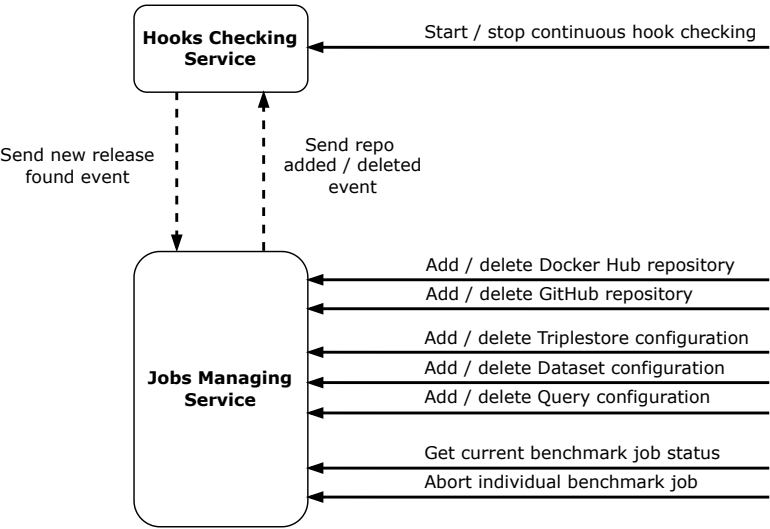 Hooks Checking
Service
Start / stop continuous hook checking
Send new release
found event
Send repo
added / deleted
event
Add / delete Docker Hub repository
Add / delete GitHub repository
Add / delete Triplestore configuration
Add / delete Dataset configuration
Add / delete Query configuration
Jobs Managing
Service
Get current benchmark job status
Abort individual benchmark job